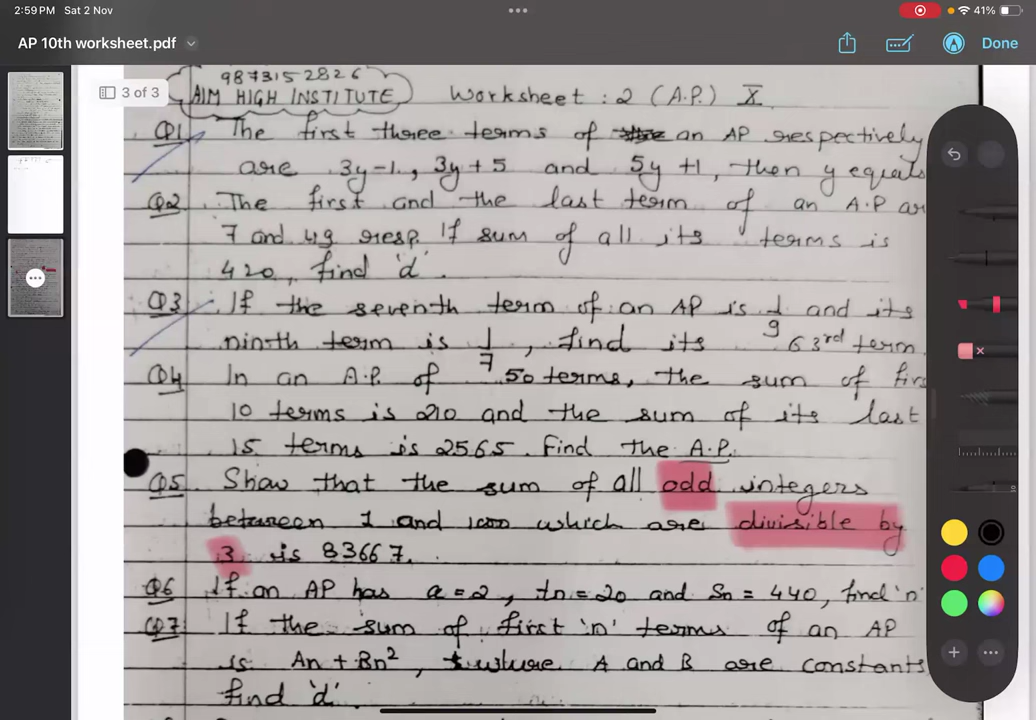 2:59 PM Sat 2 Nov
41%
AP 10th worksheet.pdf
Done
3 of 3
9873152826
AIM HIGH INSTITUTE Worksheet : 2 (A.P.) X
Q1 The first three terms of an AP respectively
are 3y-1, 3y+5 and 5y+1, then y equals
Q2 The first and the last term of an A.P ar
7 and 49 resp. If sum of all its terms is
420, find 'd'.
Q3 If the seventh term of an AP is 1/9 and its
ninth term is 1/7, find its 63rd term.
Q4 In an A.P. of 50 terms, the sum of firs
10 terms is 210 and the sum of its last
15 terms is 2565. Find the A.P.
Q5 Show that the sum of all odd integers
between 1 and 1000 which are divisible by
3 is 83667.
Q6 If an AP has a = 2, tn = 20 and Sn = 440, find 'n'
Q7 If the sum of first 'n' terms of an AP
is An + Bn², where A and B are constants,
find 'd'.